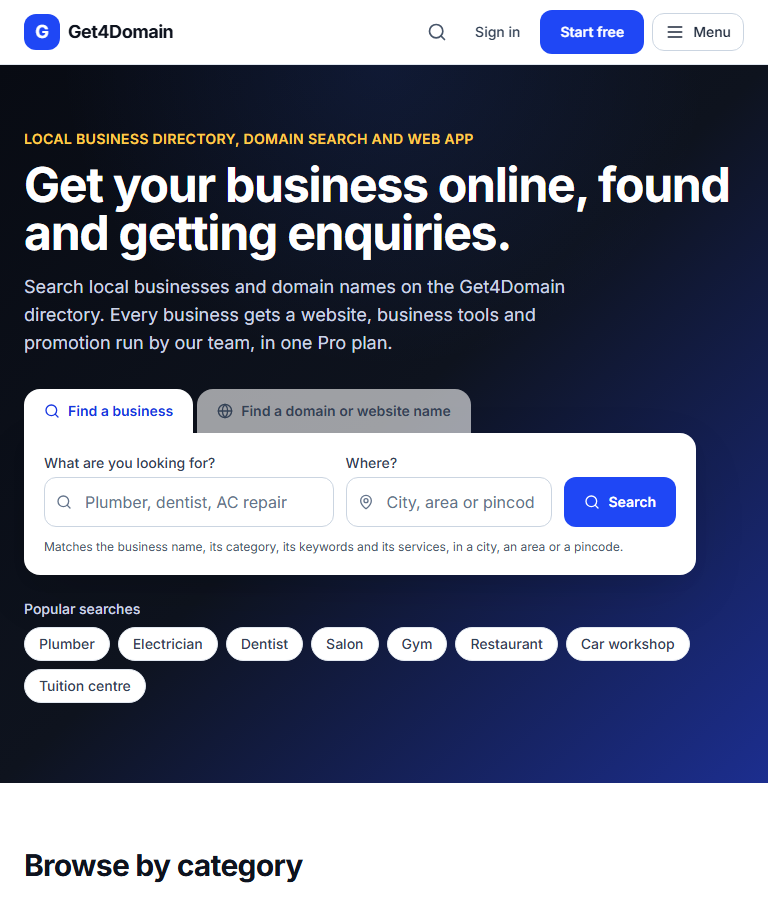 G Get4Domain Sign in Start free Menu
LOCAL BUSINESS DIRECTORY, DOMAIN SEARCH AND WEB APP
Get your business online, found
and getting enquiries.
Search local businesses and domain names on the Get4Domain
directory. Every business gets a website, business tools and
promotion run by our team, in one Pro plan.
Find a business Find a domain or website name
What are you looking for? Where?
Plumber, dentist, AC repair City, area or pincod Search
Matches the business name, its category, its keywords and its services, in a city, an area or a pincode.
Popular searches
Plumber Electrician Dentist Salon Gym Restaurant Car workshop
Tuition centre
Browse by category